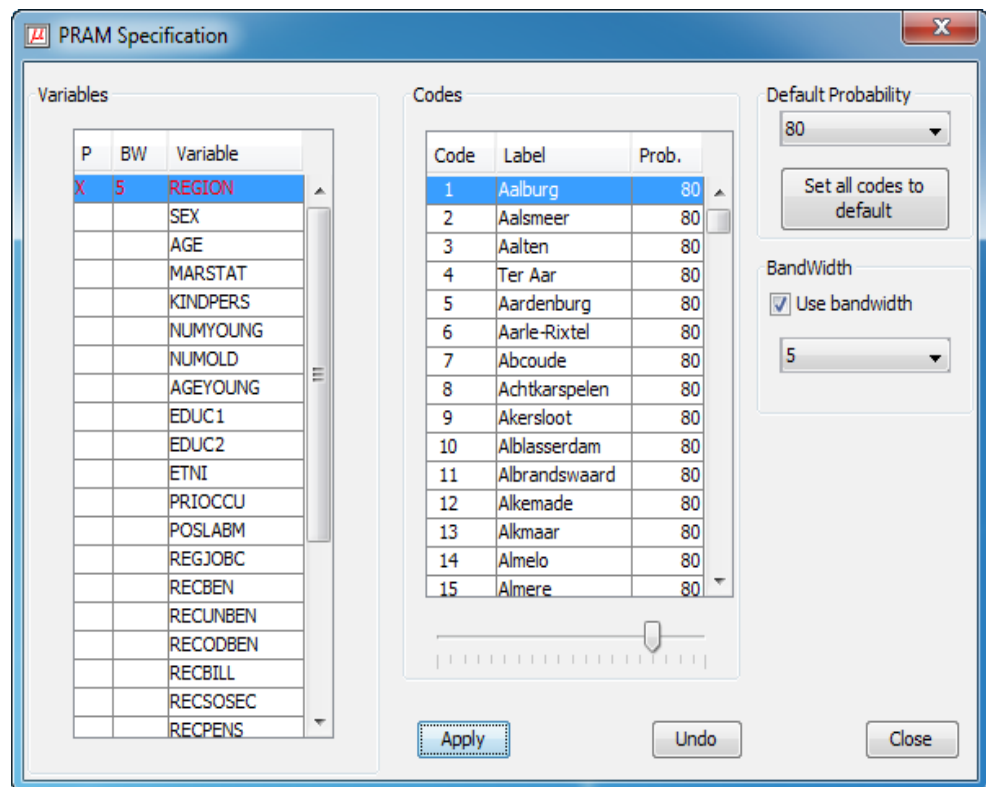 μ PRAM Specification X
Variables
P BW Variable
X 5 REGION
SEX
AGE
MARSTAT
KINDPERS
NUMYOUNG
NUMOLD
AGEYOUNG
EDUC1
EDUC2
ETNI
PRIOCCU
POSLABM
REGJOBC
RECBEN
RECUNBEN
RECODBEN
RECBILL
RECSOSEC
RECPENS
Codes
Code Label Prob.
1 Aalburg 80
2 Aalsmeer 80
3 Aalten 80
4 Ter Aar 80
5 Aardenburg 80
6 Aarle-Rixtel 80
7 Abcoude 80
8 Achtkarspelen 80
9 Akersloot 80
10 Alblasserdam 80
11 Albrandswaard 80
12 Alkemade 80
13 Alkmaar 80
14 Almelo 80
15 Almere 80
Default Probability
80
Set all codes to
default
BandWidth
Use bandwidth
5
Apply Undo Close